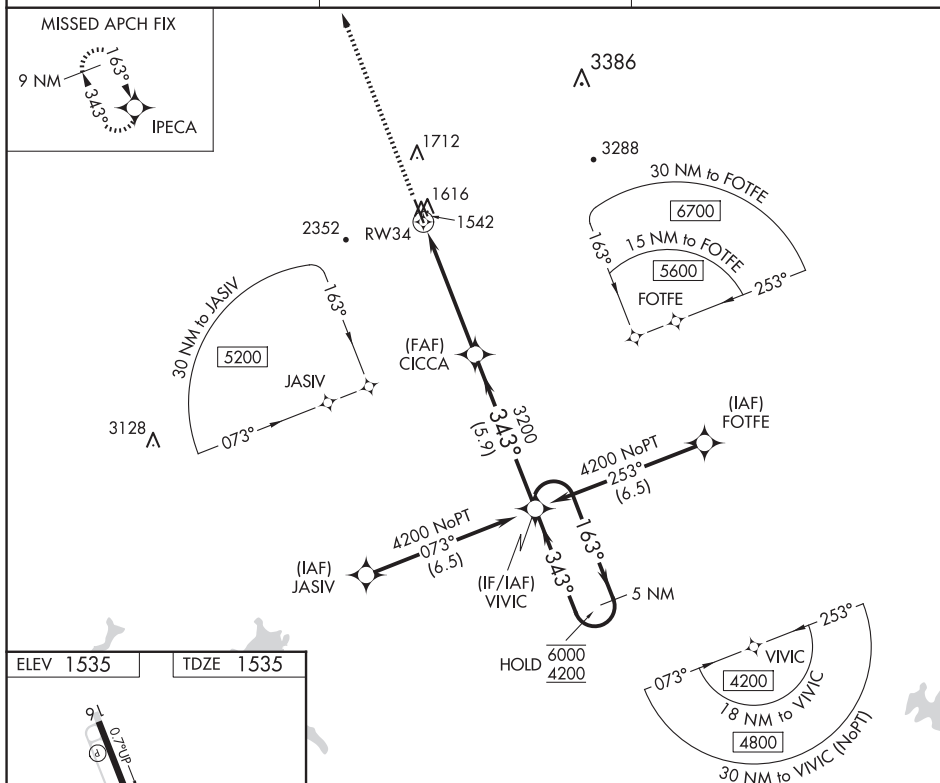 MISSED APCH FIX
9 NM
163°
343°
IPECA
3386
1712
3288
1616
1542
RW34
2352
30 NM to FOTFE
6700
15 NM to FOTFE
5600
163°
253°
FOTFE
30 NM to JASIV
5200
163°
JASIV
073°
3128
(FAF)
CICCA
3200
343°
(5.9)
(IAF)
FOTFE
4200 NoPT
253°
(6.5)
4200 NoPT
073°
(6.5)
(IAF)
JASIV
(IF/IAF)
VIVIC
343°
163°
5 NM
HOLD
6000
4200
253°
073°
VIVIC
4200
18 NM to VIVIC
4800
30 NM to VIVIC (NoPT)
ELEV 1535
TDZE 1535
16
0.7°UP
P